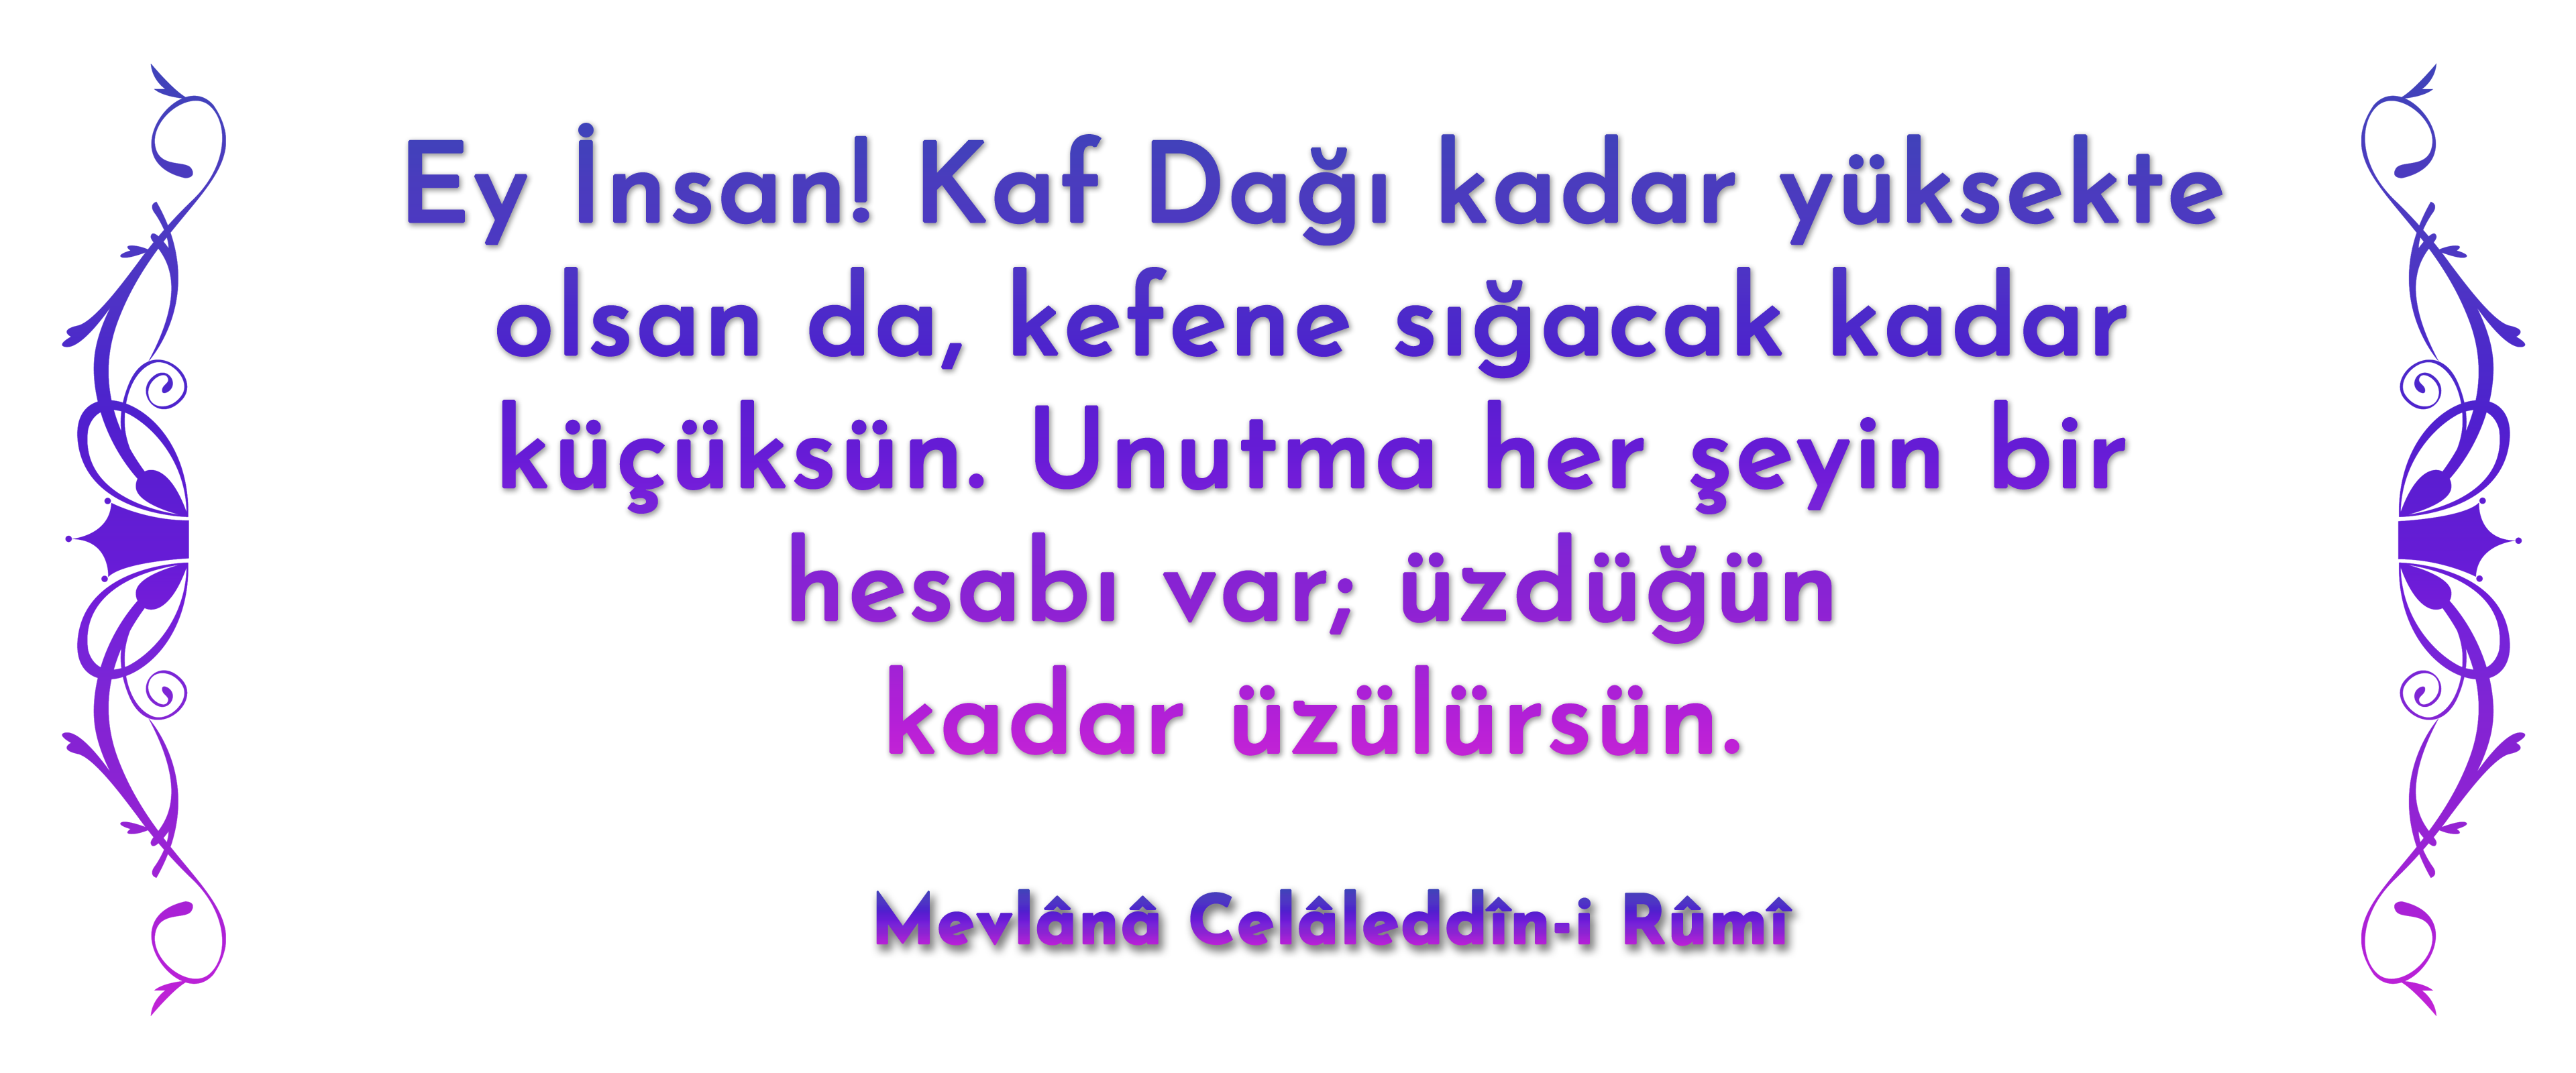 Ey İnsan! Kaf Dağı kadar yüksekte
olsan da, kefene sığacak kadar
küçüksün. Unutma her şeyin bir
hesabı var; üzdüğün
kadar üzülürsün.
Mevlânâ Celâleddîn-i Rûmî